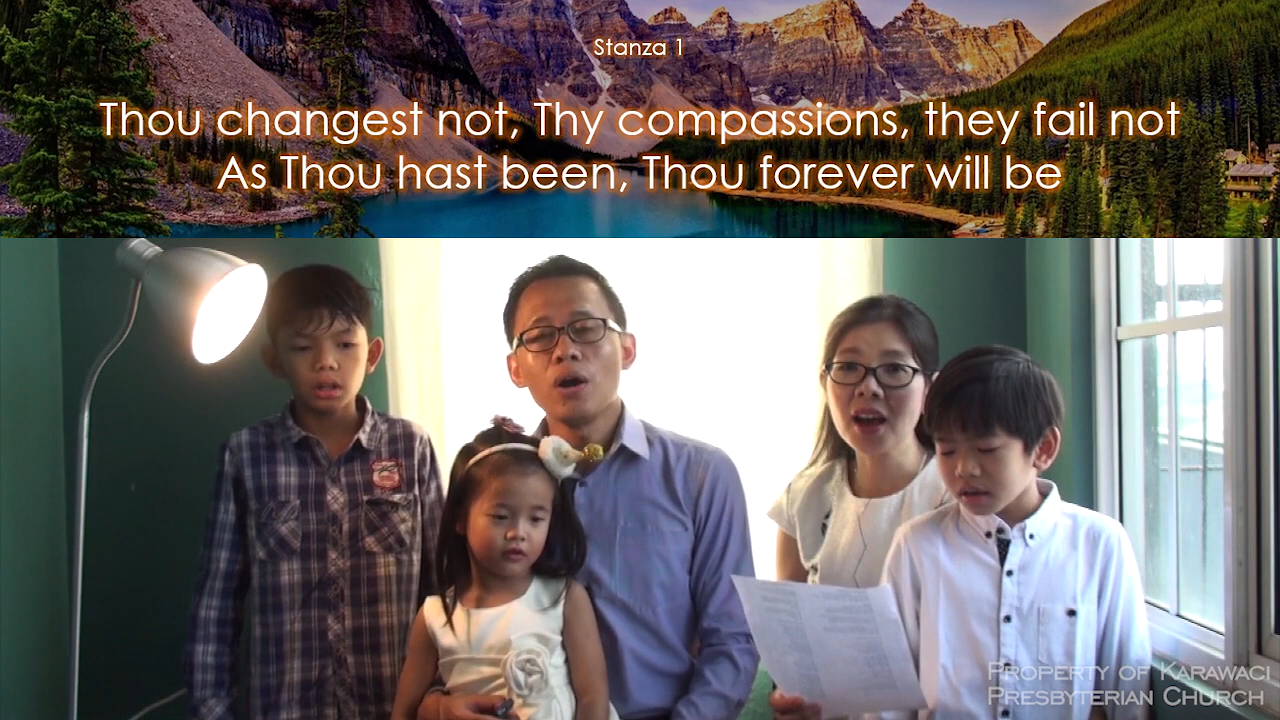 Stanza 1
Thou changest not, Thy compassions, they fail not
As Thou hast been, Thou forever will be
Property of Karawaci
Presbyterian Church